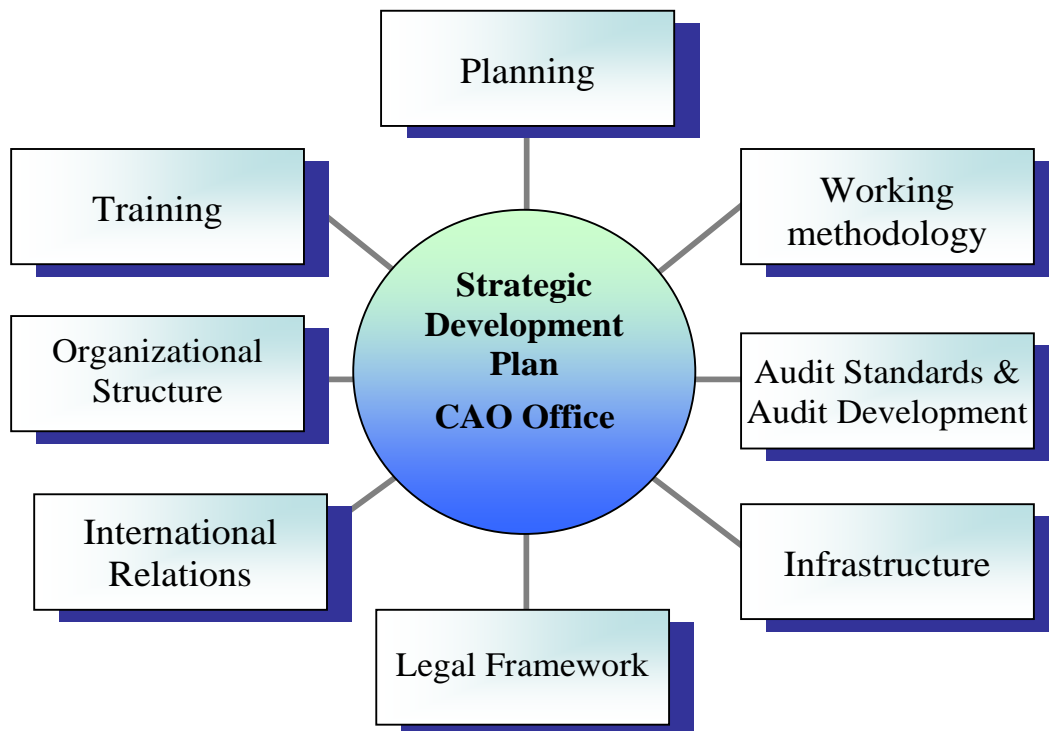 Planning
Training
Working
methodology
Strategic
Development
Plan
CAO Office
Organizational
Structure
Audit Standards &
Audit Development
International
Relations
Infrastructure
Legal Framework